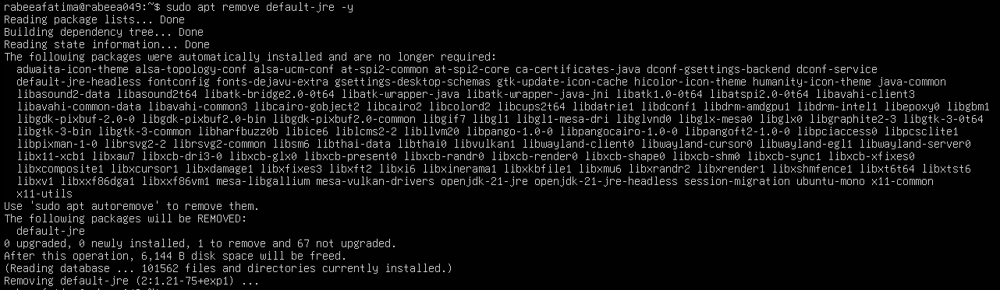 rabeeafatima@rabeea049:~$ sudo apt remove default-jre -y
Reading package lists... Done
Building dependency tree... Done
Reading state information... Done
The following packages were automatically installed and are no longer required:
  adwaita-icon-theme alsa-topology-conf alsa-ucm-conf at-spi2-common at-spi2-core ca-certificates-java dconf-gsettings-backend dconf-service
  default-jre-headless fontconfig fonts-dejavu-extra gsettings-desktop-schemas gtk-update-icon-cache hicolor-icon-theme humanity-icon-theme java-common
  libasound2-data libasound2t64 libatk-bridge2.0-0t64 libatk-wrapper-java libatk-wrapper-java-jni libatk1.0-0t64 libatspi2.0-0t64 libavahi-client3
  libavahi-common-data libavahi-common3 libcairo-gobject2 libcairo2 libcolord2 libcups2t64 libdatrie1 libdconf1 libdrm-amdgpu1 libdrm-intel1 libepoxy0 libgbm1
  libgdk-pixbuf-2.0-0 libgdk-pixbuf2.0-bin libgdk-pixbuf2.0-common libgif7 libgl1 libgl1-mesa-dri libglvnd0 libglx-mesa0 libglx0 libgraphite2-3 libgtk-3-0t64
  libgtk-3-bin libgtk-3-common libharfbuzz0b libice6 liblcms2-2 libllvm20 libpango-1.0-0 libpangocairo-1.0-0 libpangoft2-1.0-0 libpciaccess0 libpcsclite1
  libpixman-1-0 librsvg2-2 librsvg2-common libsm6 libthai-data libthai0 libvulkan1 libwayland-client0 libwayland-cursor0 libwayland-egl1 libwayland-server0
  libx11-xcb1 libxaw7 libxcb-dri3-0 libxcb-glx0 libxcb-present0 libxcb-randr0 libxcb-render0 libxcb-shape0 libxcb-shm0 libxcb-sync1 libxcb-xfixes0
  libxcomposite1 libxcursor1 libxdamage1 libxfixes3 libxft2 libxi6 libxinerama1 libxkbfile1 libxmu6 libxrandr2 libxrender1 libxshmfence1 libxt6t64 libxtst6
  libxv1 libxxf86dga1 libxxf86vm1 mesa-libgallium mesa-vulkan-drivers openjdk-21-jre openjdk-21-jre-headless session-migration ubuntu-mono x11-common
  x11-utils
Use 'sudo apt autoremove' to remove them.
The following packages will be REMOVED:
  default-jre
0 upgraded, 0 newly installed, 1 to remove and 67 not upgraded.
After this operation, 6,144 B disk space will be freed.
(Reading database ... 101562 files and directories currently installed.)
Removing default-jre (2:1.21-75+exp1) ...